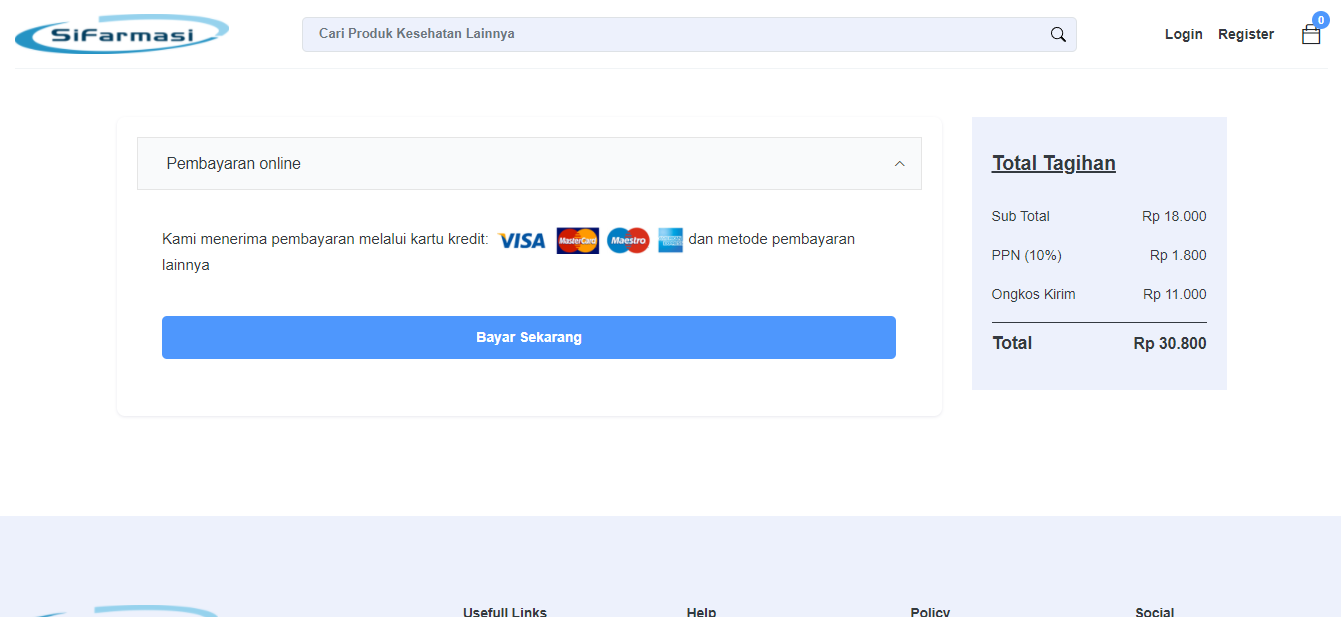 SiFarmasi
Cari Produk Kesehatan Lainnya
Login
Register
0
Pembayaran online
Kami menerima pembayaran melalui kartu kredit: VISA MasterCard Maestro dan metode pembayaran
lainnya
Bayar Sekarang
Total Tagihan
Sub Total Rp 18.000
PPN (10%) Rp 1.800
Ongkos Kirim Rp 11.000
Total Rp 30.800
Usefull Links
Help
Policy
Social